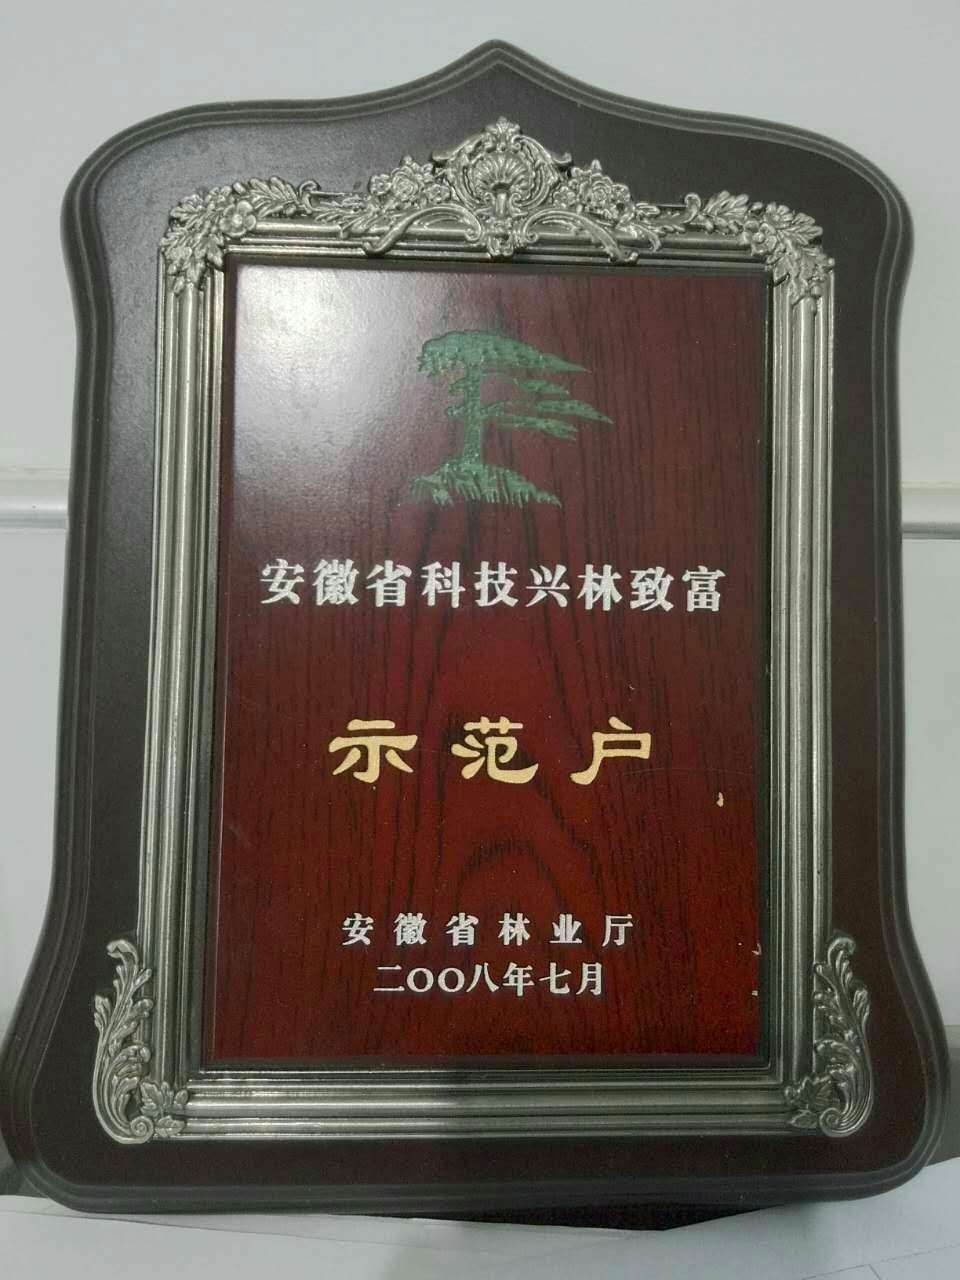 安徽省科技兴林致富
示范户
安徽省林业厅
二OO八年七月